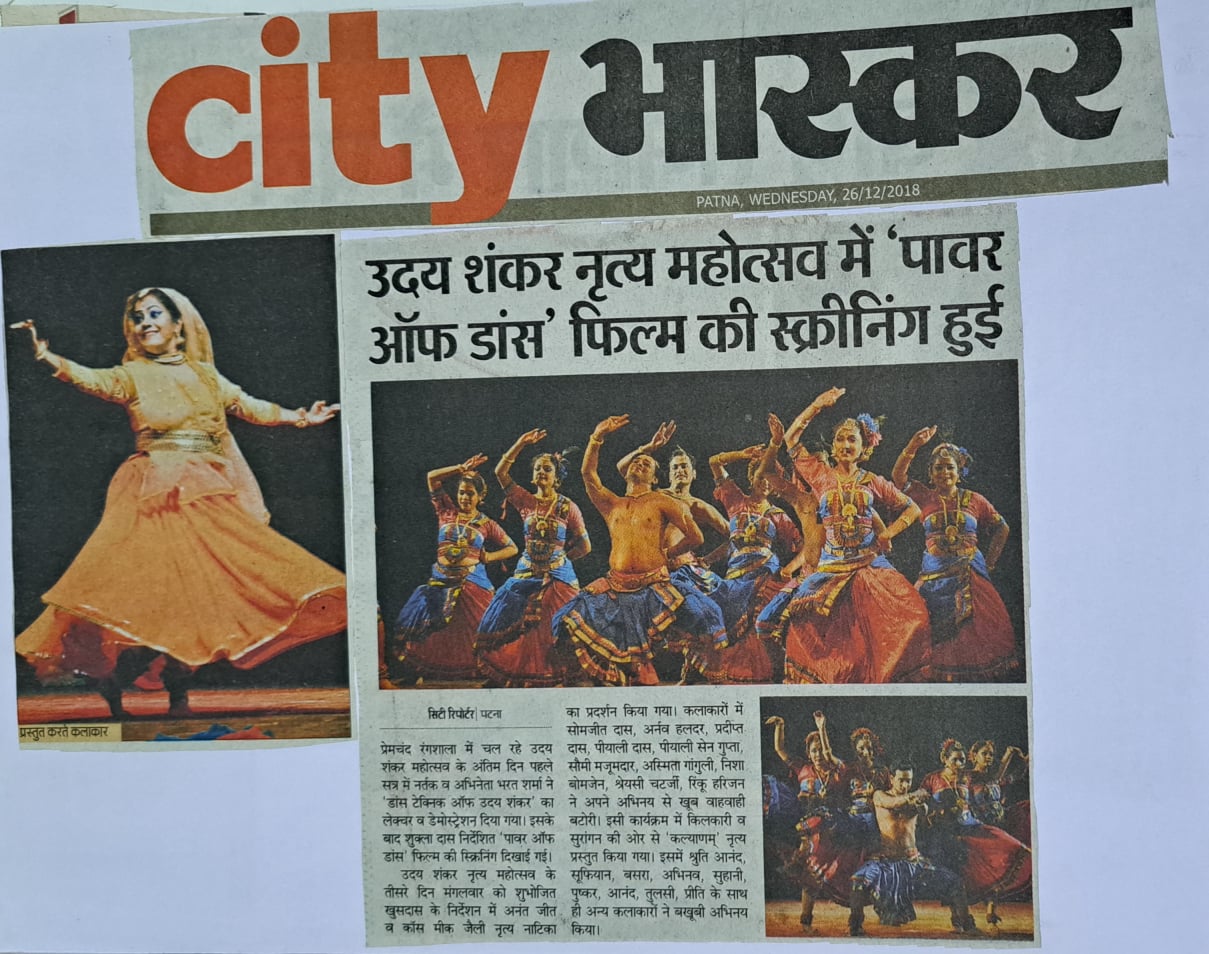 city भास्कर
PATNA, WEDNESDAY, 26/12/2018
उदय शंकर नृत्य महोत्सव में ‘पावर
ऑफ डांस’ फिल्म की स्क्रीनिंग हुई
प्रस्तुत करते कलाकार
सिटी रिपोर्टर| पटना
प्रेमचंद रंगशाला में चल रहे उदय
शंकर महोत्सव के अंतिम दिन पहले
सत्र में नर्तक व अभिनेता भरत शर्मा ने
‘डांस टेक्निक ऑफ उदय शंकर’ का
लेक्चर व डेमोस्ट्रेशन दिया गया। इसके
बाद शुक्ला दास निर्देशित ‘पावर ऑफ
डांस’ फिल्म की स्क्रिनिंग दिखाई गई।
उदय शंकर नृत्य महोत्सव के
तीसरे दिन मंगलवार को शुभोजित
खुसदास के निर्देशन में अनंत जीत
व कॉस मीक जैली नृत्य नाटिका
का प्रदर्शन किया गया। कलाकारों में
सोमजीत दास, अर्नव हलदर, प्रदीप्त
दास, पीयाली दास, पीयाली सेन गुप्ता,
सौमी मजूमदार, अस्मिता गांगुली, निशा
बोमजेन, श्रेयसी चटर्जी, रिंकू हरिजन
ने अपने अभिनय से खूब वाहवाही
बटोरी। इसी कार्यक्रम में किलकारी व
सुरांगन की ओर से ‘कल्याणम्’ नृत्य
प्रस्तुत किया गया। इसमें श्रुति आनंद,
सूफियान, बसरा, अभिनव, सुहानी,
पुष्कर, आनंद, तुलसी, प्रीति के साथ
ही अन्य कलाकारों ने बखूबी अभिनय
किया।